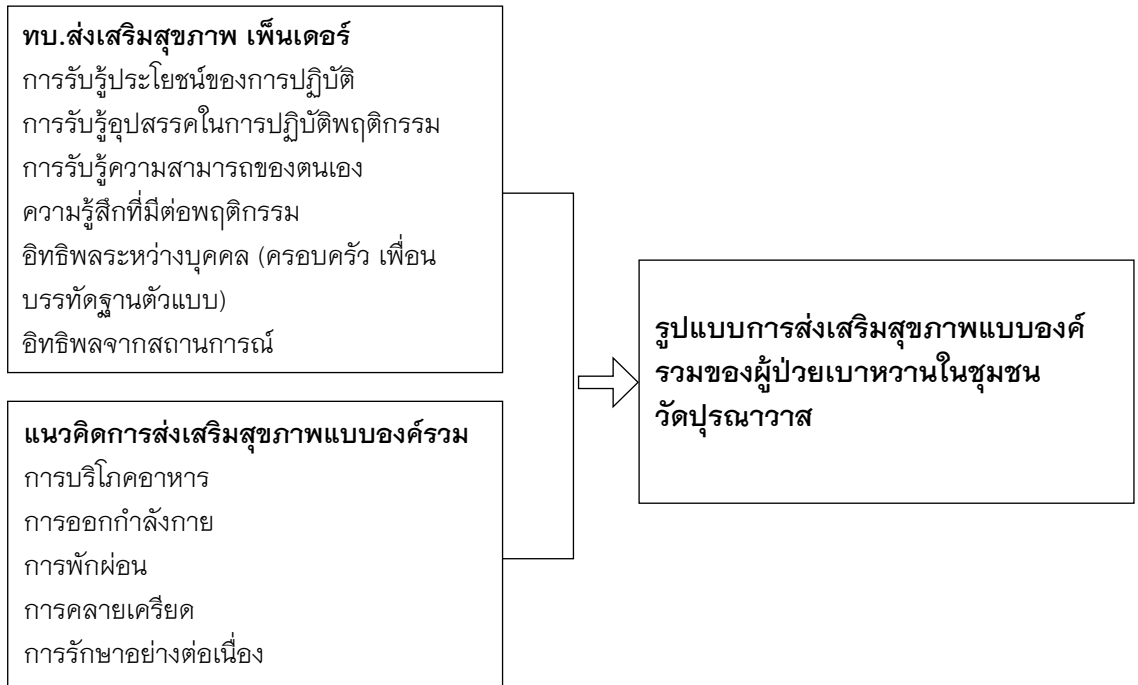 ทบ.ส่งเสริมสุขภาพ เพ็นเดอร์
การรับรู้ประโยชน์ของการปฏิบัติ
การรับรู้อุปสรรคในการปฏิบัติพฤติกรรม
การรับรู้ความสามารถของตนเอง
ความรู้สึกที่มีต่อพฤติกรรม
อิทธิพลระหว่างบุคคล (ครอบครัว เพื่อน
บรรทัดฐานตัวแบบ)
อิทธิพลจากสถานการณ์
แนวคิดการส่งเสริมสุขภาพแบบองค์รวม
การบริโภคอาหาร
การออกกำลังกาย
การพักผ่อน
การคลายเครียด
การรักษาอย่างต่อเนื่อง
รูปแบบการส่งเสริมสุขภาพแบบองค์
รวมของผู้ป่วยเบาหวานในชุมชน
วัดปุรณาวาส